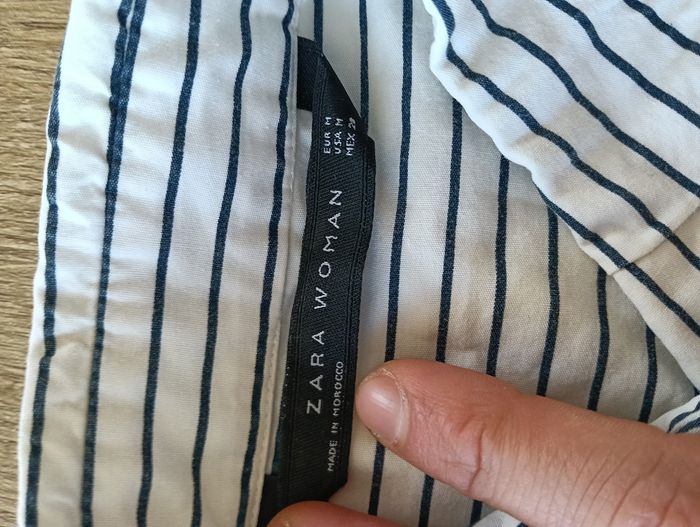 EUR M
USA M
MEX 28
ZARA WOMAN
MADE IN MOROCCO